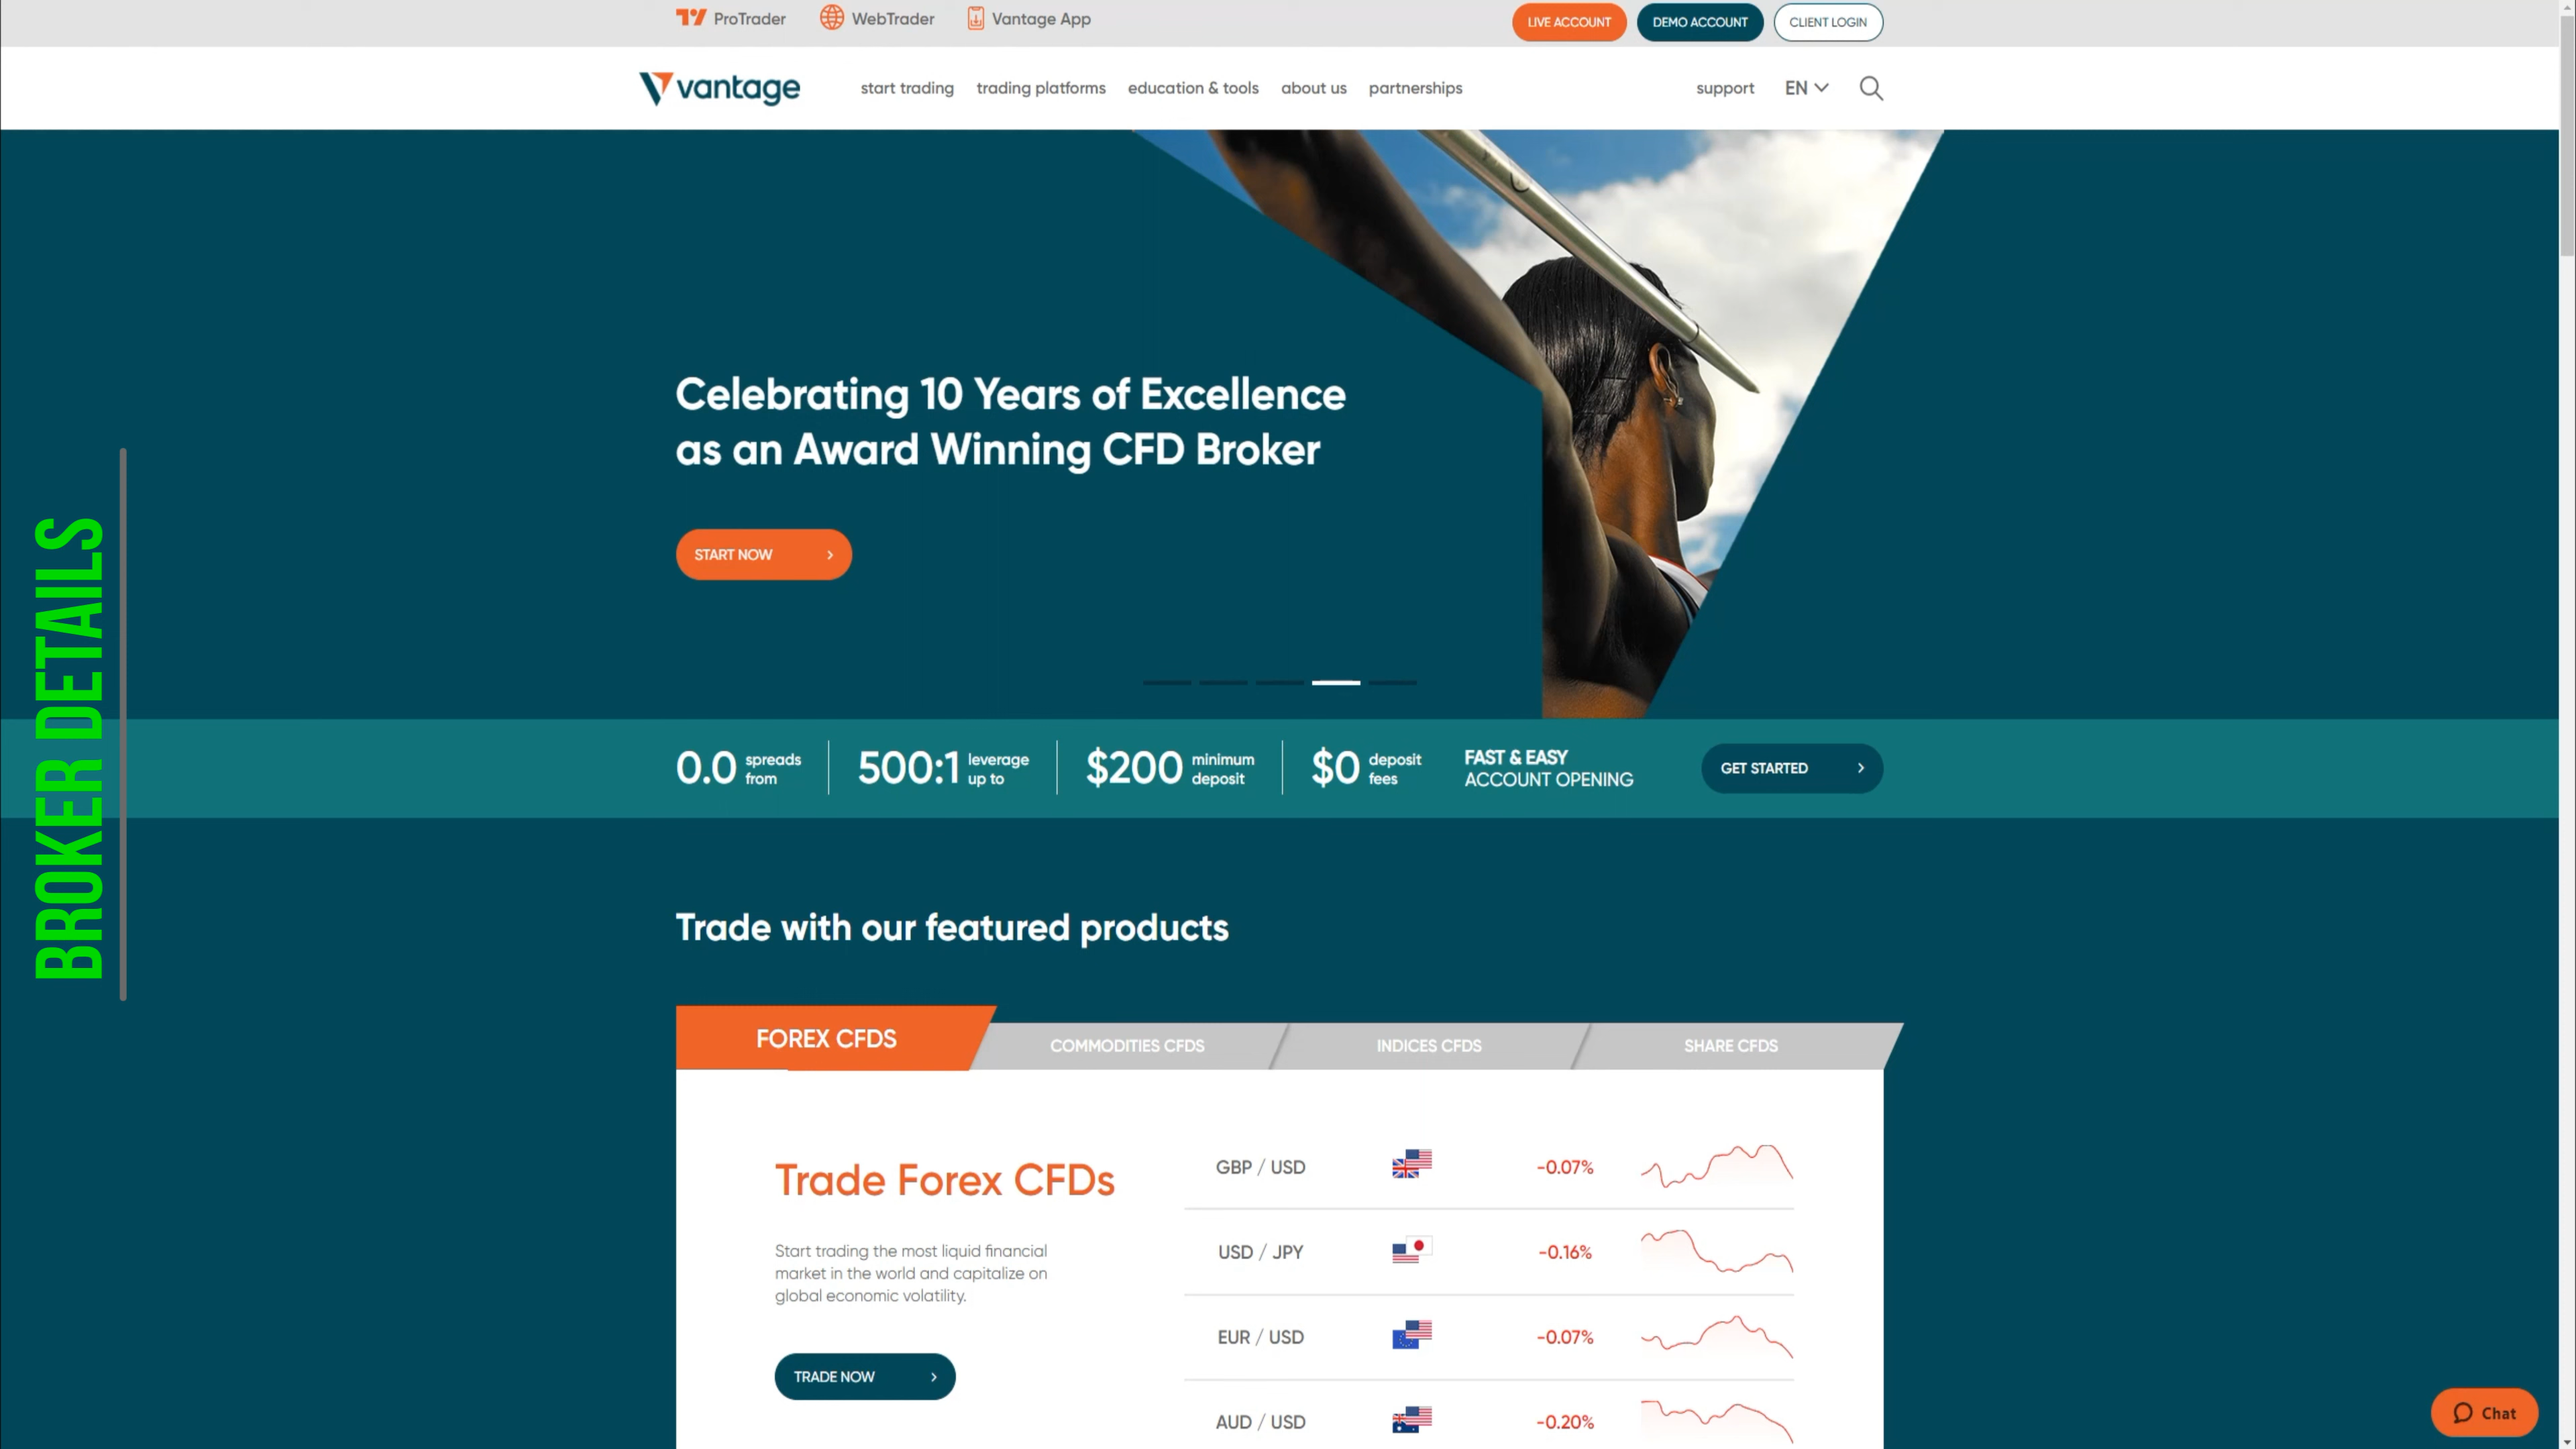 ProTrader
WebTrader
Vantage App
LIVE ACCOUNT
DEMO ACCOUNT
CLIENT LOGIN
vantage
start trading
trading platforms
education & tools
about us
partnerships
support
EN
Celebrating 10 Years of Excellence
as an Award Winning CFD Broker
START NOW
BROKER DETAILS
0.0 spreads from
500:1 leverage up to
$200 minimum deposit
$0 deposit fees
FAST & EASY
ACCOUNT OPENING
GET STARTED
Trade with our featured products
FOREX CFDS
COMMODITIES CFDS
INDICES CFDS
SHARE CFDS
Trade Forex CFDs
Start trading the most liquid financial
market in the world and capitalize on
global economic volatility.
TRADE NOW
GBP / USD -0.07%
USD / JPY -0.16%
EUR / USD -0.07%
AUD / USD -0.20%
Chat